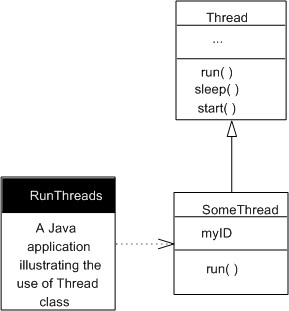 Thread
...
run( )
sleep( )
start( )
RunThreads
A Java
application
illustrating the
use of Thread
class
SomeThread
myID
run( )